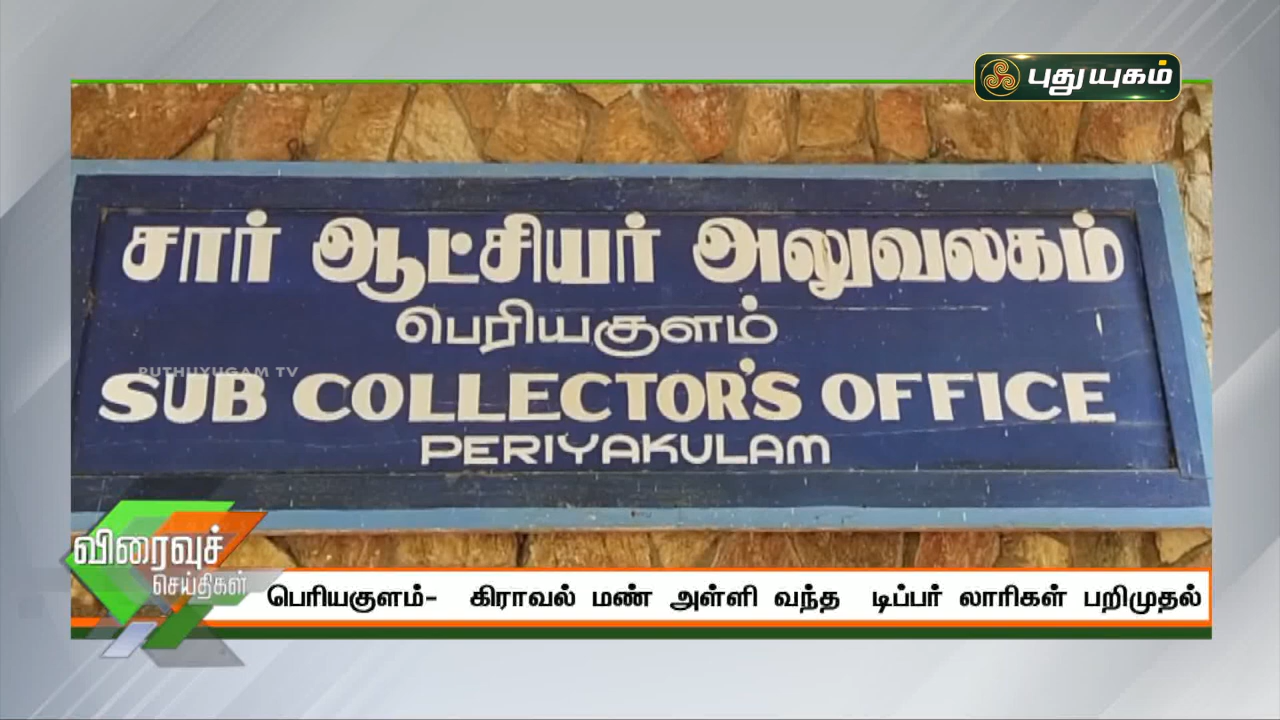 புதுயுகம்
சார் ஆட்சியர் அலுவலகம்
பெரியகுளம்
PUTHUYUGAM TV
SUB COLLECTOR'S OFFICE
PERIYAKULAM
விரைவுச்
செய்திகள்
பெரியகுளம்- கிராவல் மண் அள்ளி வந்த டிப்பர் லாரிகள் பறிமுதல்